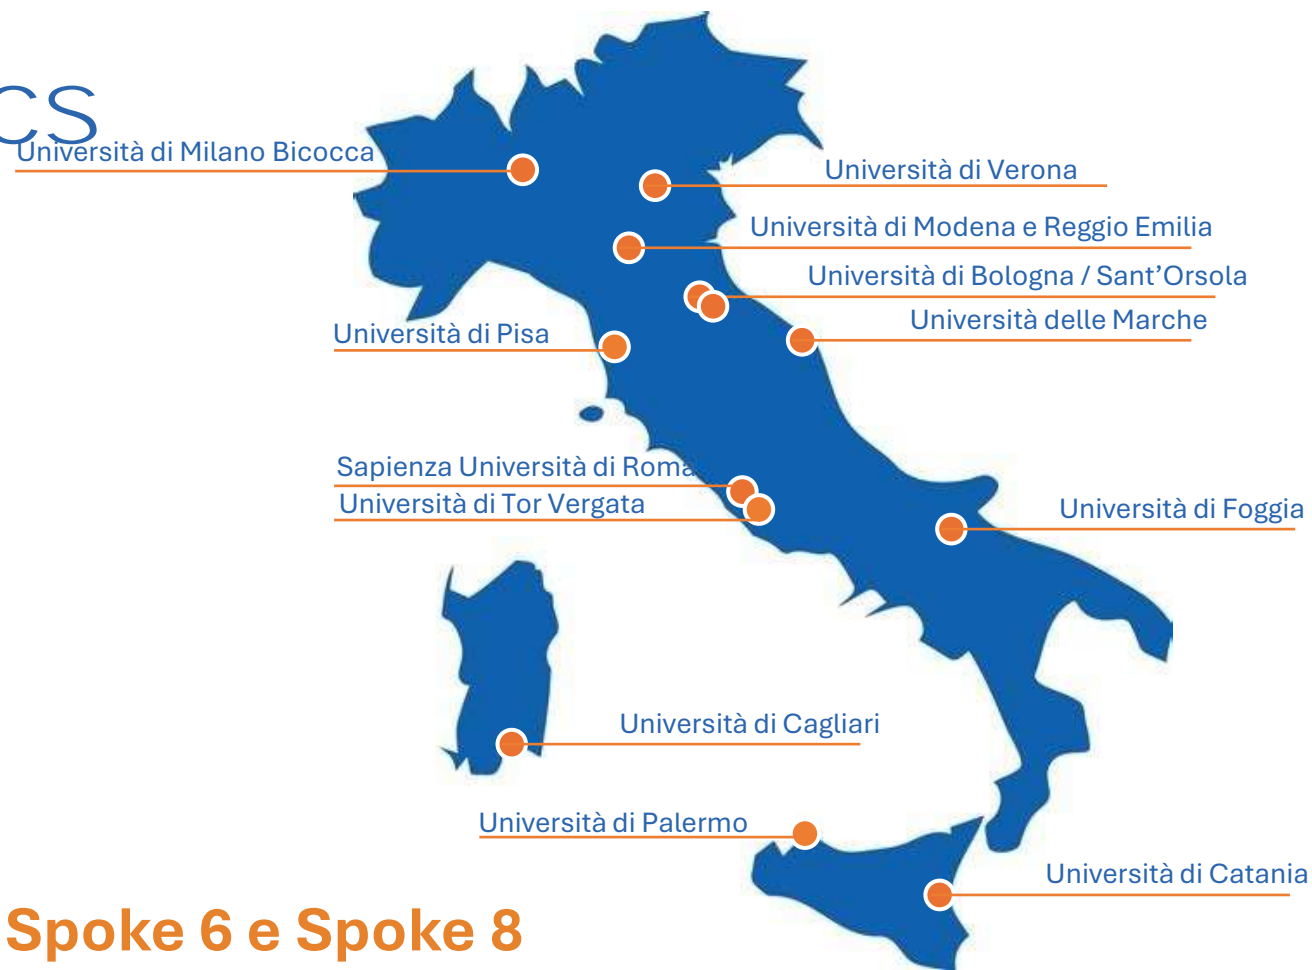 CS
Università di Milano Bicocca
Università di Verona
Università di Modena e Reggio Emilia
Università di Bologna / Sant’Orsola
Università delle Marche
Università di Pisa
Sapienza Università di Roma
Università di Tor Vergata
Università di Foggia
Università di Cagliari
Università di Palermo
Università di Catania
Spoke 6 e Spoke 8